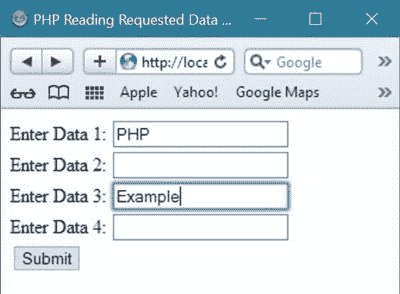 PHP Reading Requested Data ...
http://loca
Google
Apple Yahoo! Google Maps
Enter Data 1: PHP
Enter Data 2:
Enter Data 3: Example
Enter Data 4:
Submit